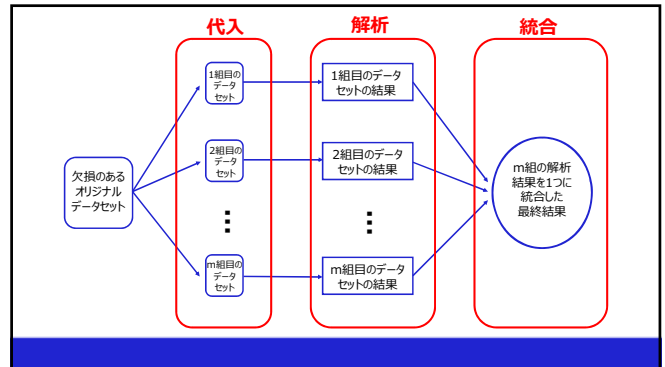 代入
解析
統合
1組目の
データ
セット
1組目のデータ
セットの結果
2組目の
データ
セット
2組目のデータ
セットの結果
欠損のある
オリジナル
データセット
m組の解析
結果を1つに
統合した
最終結果
⋮
⋮
m組目の
データ
セット
m組目のデータ
セットの結果